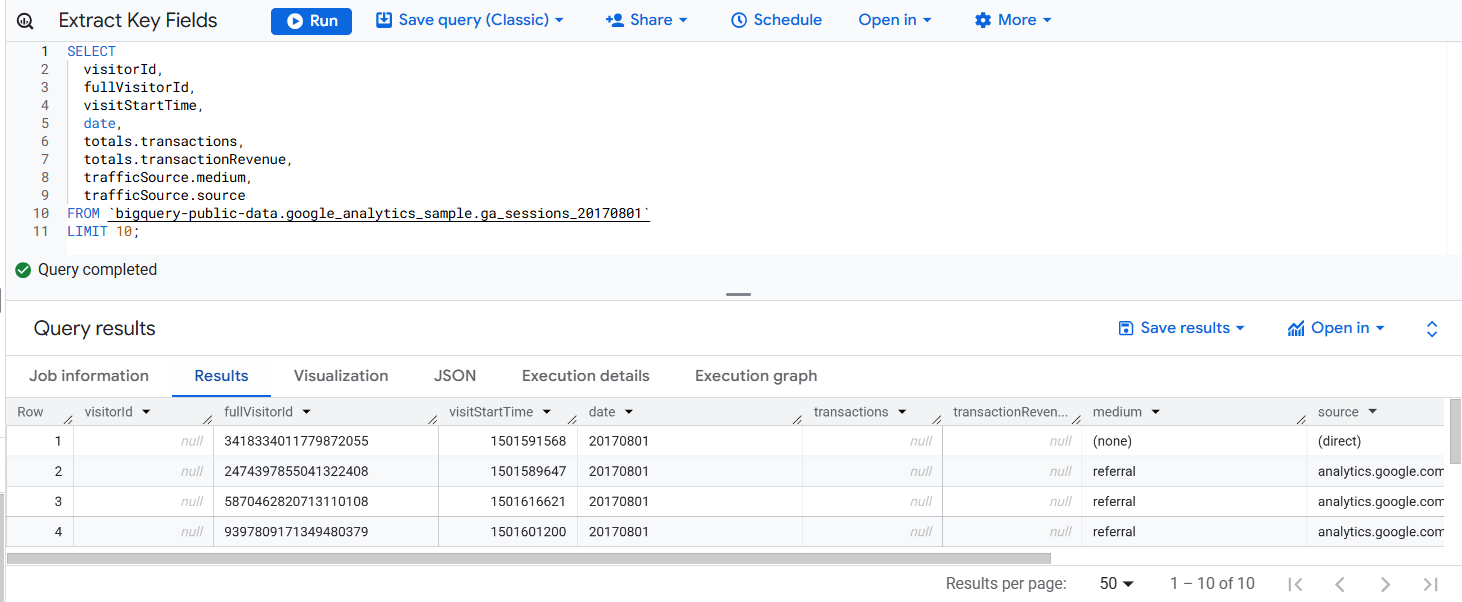 Extract Key Fields Run Save query (Classic) Share Schedule Open in More
1 SELECT
2 visitorId,
3 fullVisitorId,
4 visitStartTime,
5 date,
6 totals.transactions,
7 totals.transactionRevenue,
8 trafficSource.medium,
9 trafficSource.source
10 FROM `bigquery-public-data.google_analytics_sample.ga_sessions_20170801`
11 LIMIT 10;
Query completed
Query results Save results Open in
Job information Results Visualization JSON Execution details Execution graph
Row visitorId fullVisitorId visitStartTime date transactions transactionReven... medium source
1 null 3418334011779872055 1501591568 20170801 null null (none) (direct)
2 null 2474397855041322408 1501589647 20170801 null null referral analytics.google.com
3 null 5870462820713110108 1501616621 20170801 null null referral analytics.google.com
4 null 9397809171349480379 1501601200 20170801 null null referral analytics.google.com
Results per page: 50 1 – 10 of 10